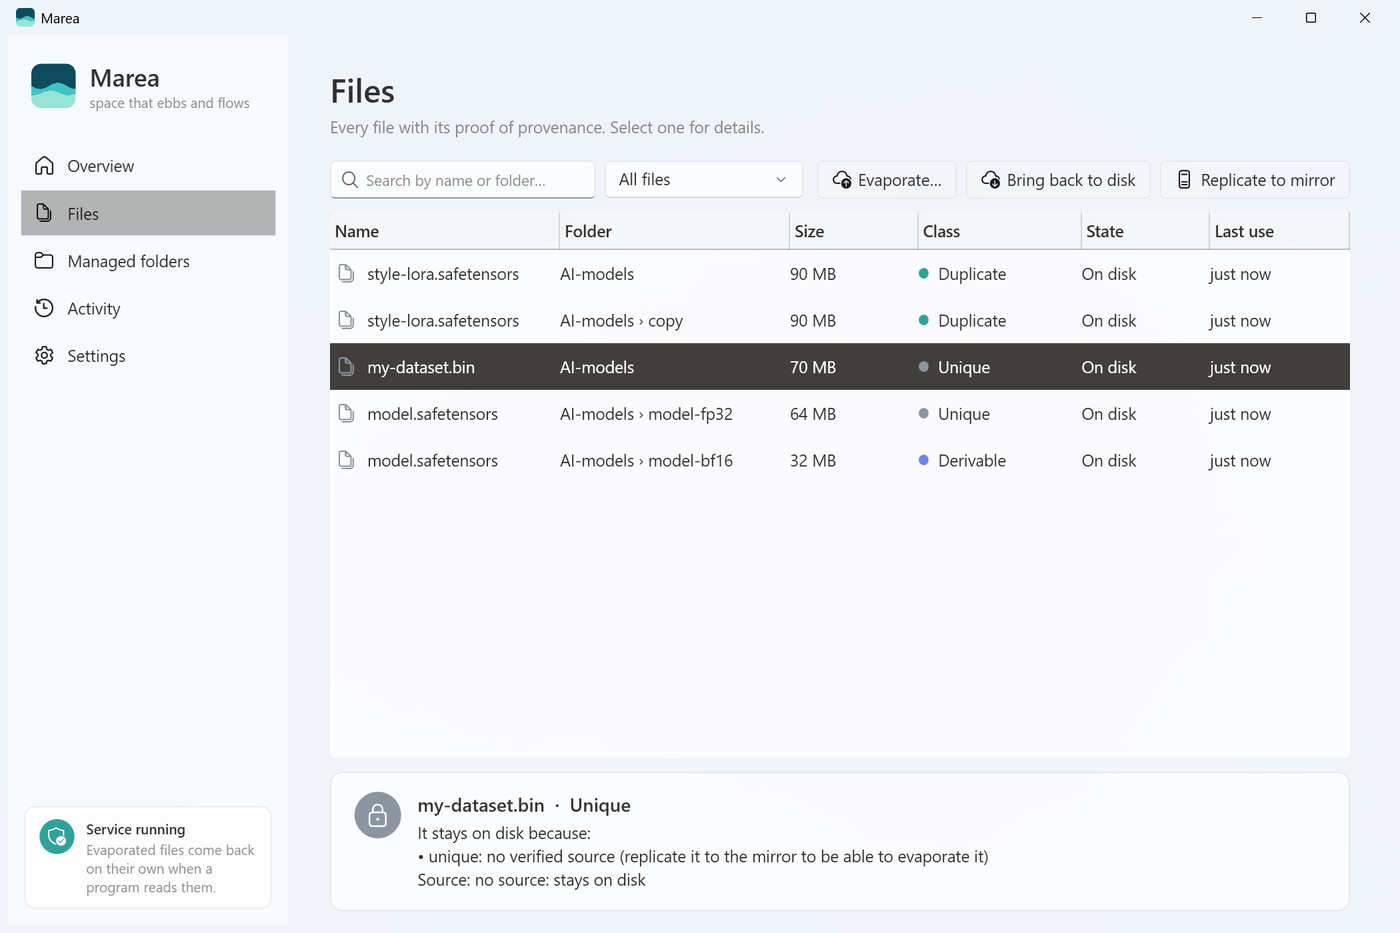 Marea
Marea
space that ebbs and flows
Overview
Files
Managed folders
Activity
Settings
Service running
Evaporated files come back
on their own when a
program reads them.
Files
Every file with its proof of provenance. Select one for details.
Search by name or folder...
All files
Evaporate...
Bring back to disk
Replicate to mirror
Name Folder Size Class State Last use
style-lora.safetensors AI-models 90 MB Duplicate On disk just now
style-lora.safetensors AI-models › copy 90 MB Duplicate On disk just now
my-dataset.bin AI-models 70 MB Unique On disk just now
model.safetensors AI-models › model-fp32 64 MB Unique On disk just now
model.safetensors AI-models › model-bf16 32 MB Derivable On disk just now
my-dataset.bin · Unique
It stays on disk because:
• unique: no verified source (replicate it to the mirror to be able to evaporate it)
Source: no source: stays on disk